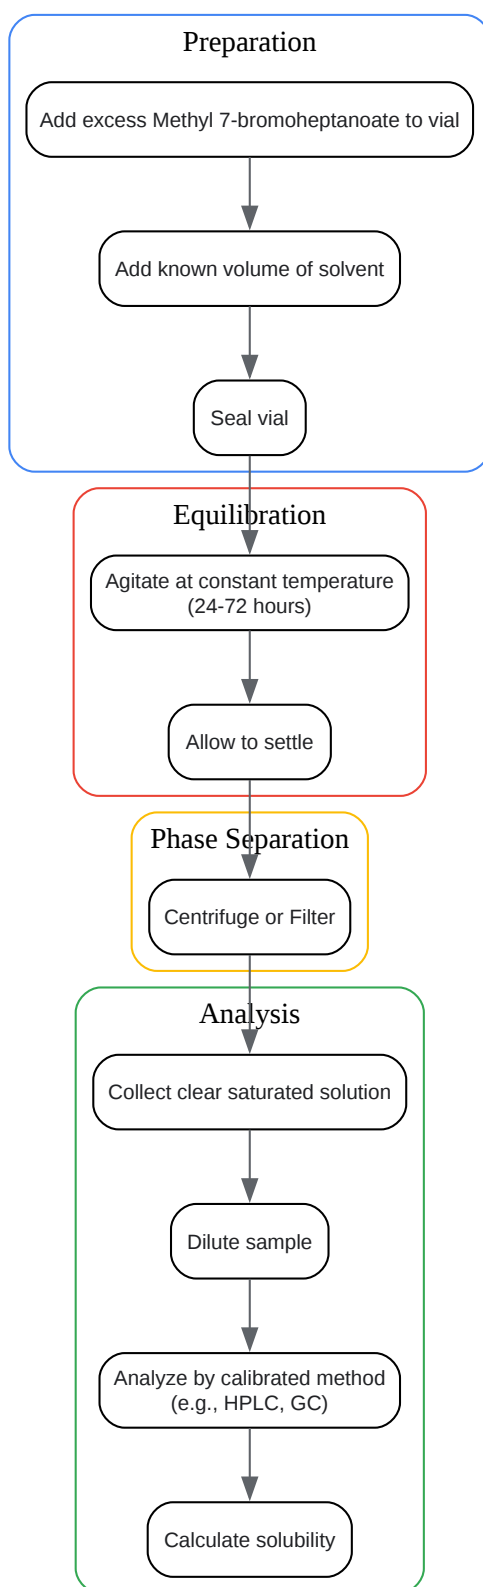 Preparation
Add excess Methyl 7-bromoheptanoate to vial
Add known volume of solvent
Seal vial
Equilibration
Agitate at constant temperature
(24-72 hours)
Allow to settle
Phase Separation
Centrifuge or Filter
Analysis
Collect clear saturated solution
Dilute sample
Analyze by calibrated method
(e.g., HPLC, GC)
Calculate solubility